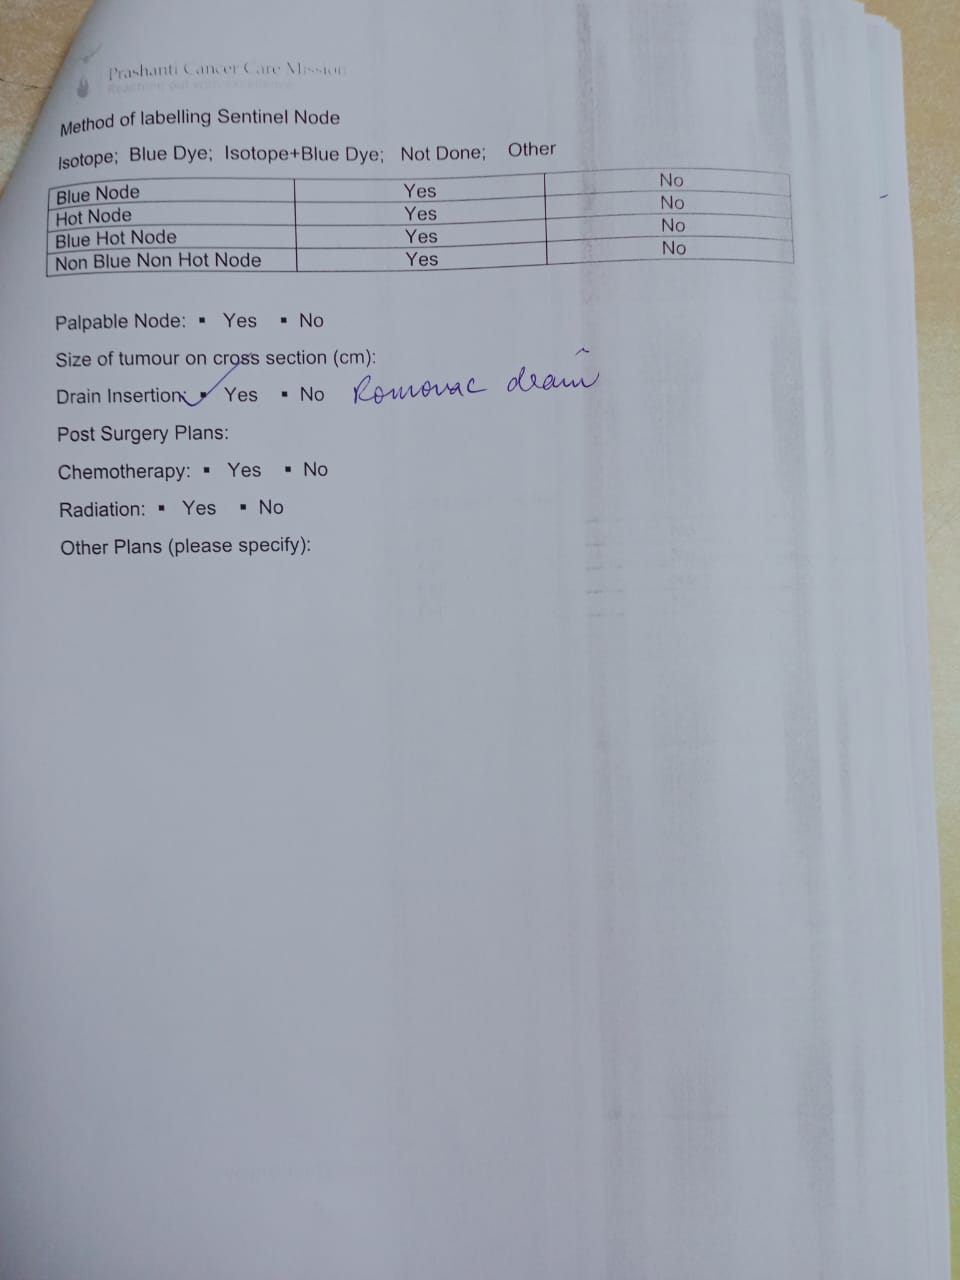 Prashanti Cancer Care Mission
Reaching out with excellence
Method of labelling Sentinel Node
Isotope; Blue Dye; Isotope+Blue Dye; Not Done; Other
Blue Node Yes No
Hot Node Yes No
Blue Hot Node Yes No
Non Blue Non Hot Node Yes No
Palpable Node: ▪ Yes ▪ No
Size of tumour on cross section (cm):
Drain Insertion: ✓▪ Yes ▪ No Romovac drain
Post Surgery Plans:
Chemotherapy: ▪ Yes ▪ No
Radiation: ▪ Yes ▪ No
Other Plans (please specify):